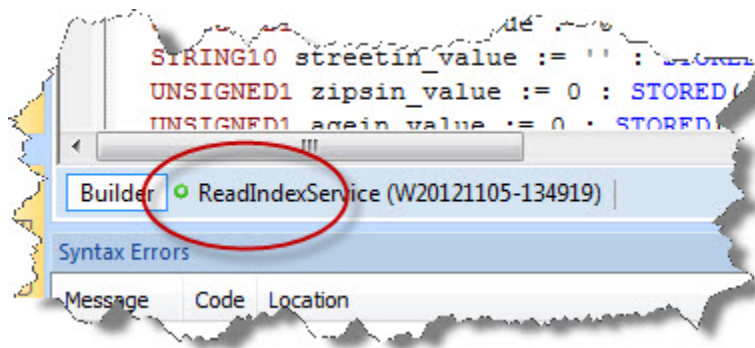 STRING10 streetin_value := '' :
UNSIGNED1 zipsin_value := 0 : STORED(
UNSIGNED1 agein_value := 0 : STORED(
Builder ReadIndexService (W20121105-134919)
Syntax Errors
Message Code Location